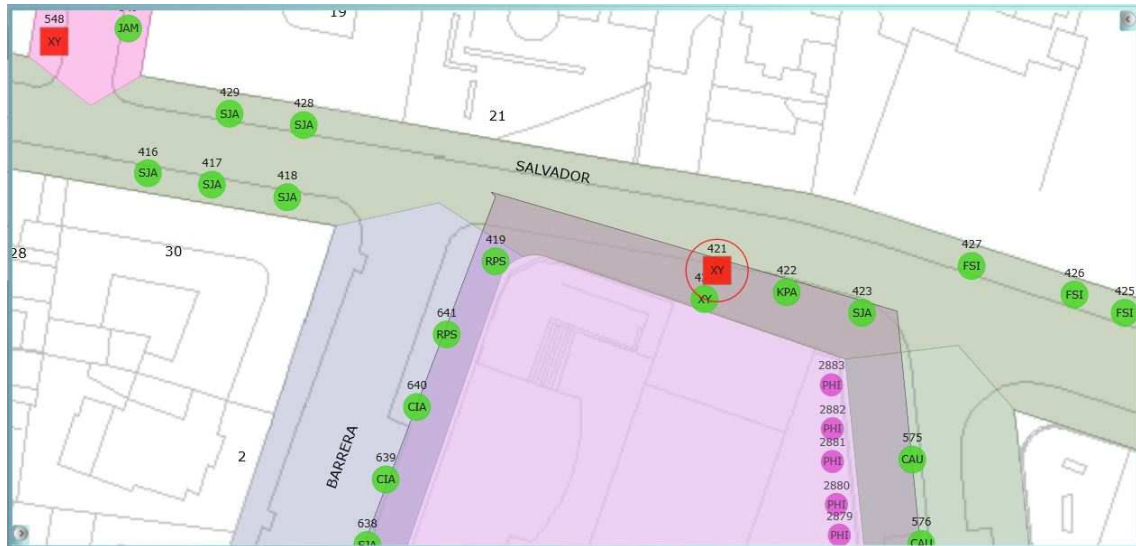 548
XY
JAM
19
429
SJA
428
SJA
21
416
SJA
417
SJA
418
SJA
SALVADOR
28
30
419
RPS
421
XY
XY
422
KPA
423
SJA
427
FSI
426
FSI
425
FSI
641
RPS
640
CIA
639
CIA
638
SJA
BARRERA
2
2883
PHI
2882
PHI
2881
PHI
2880
PHI
2879
PHI
575
CAU
576
CAU